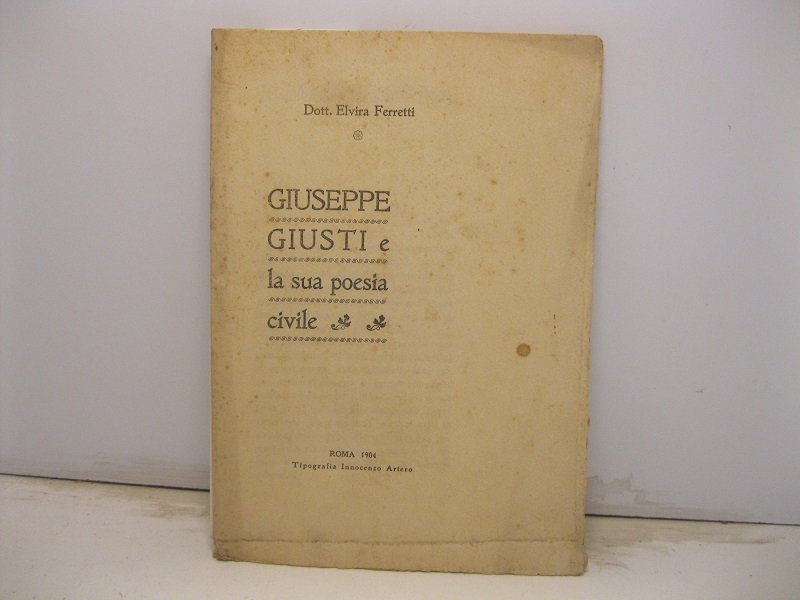 Dott. Elvira Ferretti
GIUSEPPE
GIUSTI e
la sua poesia
civile
ROMA 1904
Tipografia Innocenzo Artero